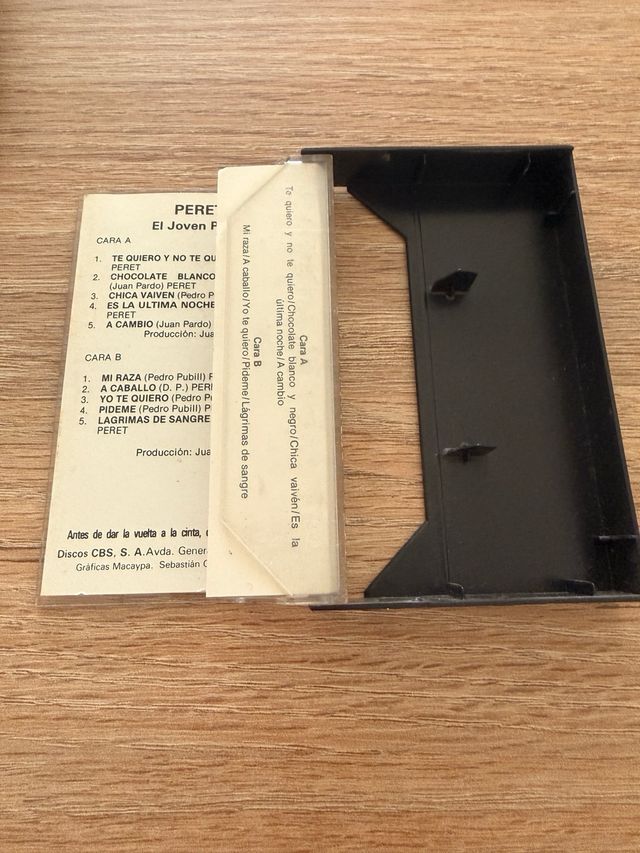 PERET
El Joven P
CARA A
1. TE QUIERO Y NO TE QU
PERET
2. CHOCOLATE BLANCO
(Juan Pardo) PERET
3. CHICA VAIVEN (Pedro P
4. ES LA ULTIMA NOCHE
PERET
5. A CAMBIO (Juan Pardo)
Producción: Jua
CARA B
1. MI RAZA (Pedro Pubill) P
2. A CABALLO (D. P.) PERE
3. YO TE QUIERO (Pedro P
4. PIDEME (Pedro Pubill) P
5. LAGRIMAS DE SANGRE
PERET
Producción: Jua
Antes de dar la vuelta a la cinta,
Discos CBS, S. A. Avda. Genera
Gráficas Macaypa. Sebastián
Cara A
Te quiero y no te quiero/Chocolate blanco y negro/Chica vaivén/Es la
última noche/A cambio
Cara B
Mi raza/A caballo/Yo te quiero/Pídeme/Lágrimas de sangre